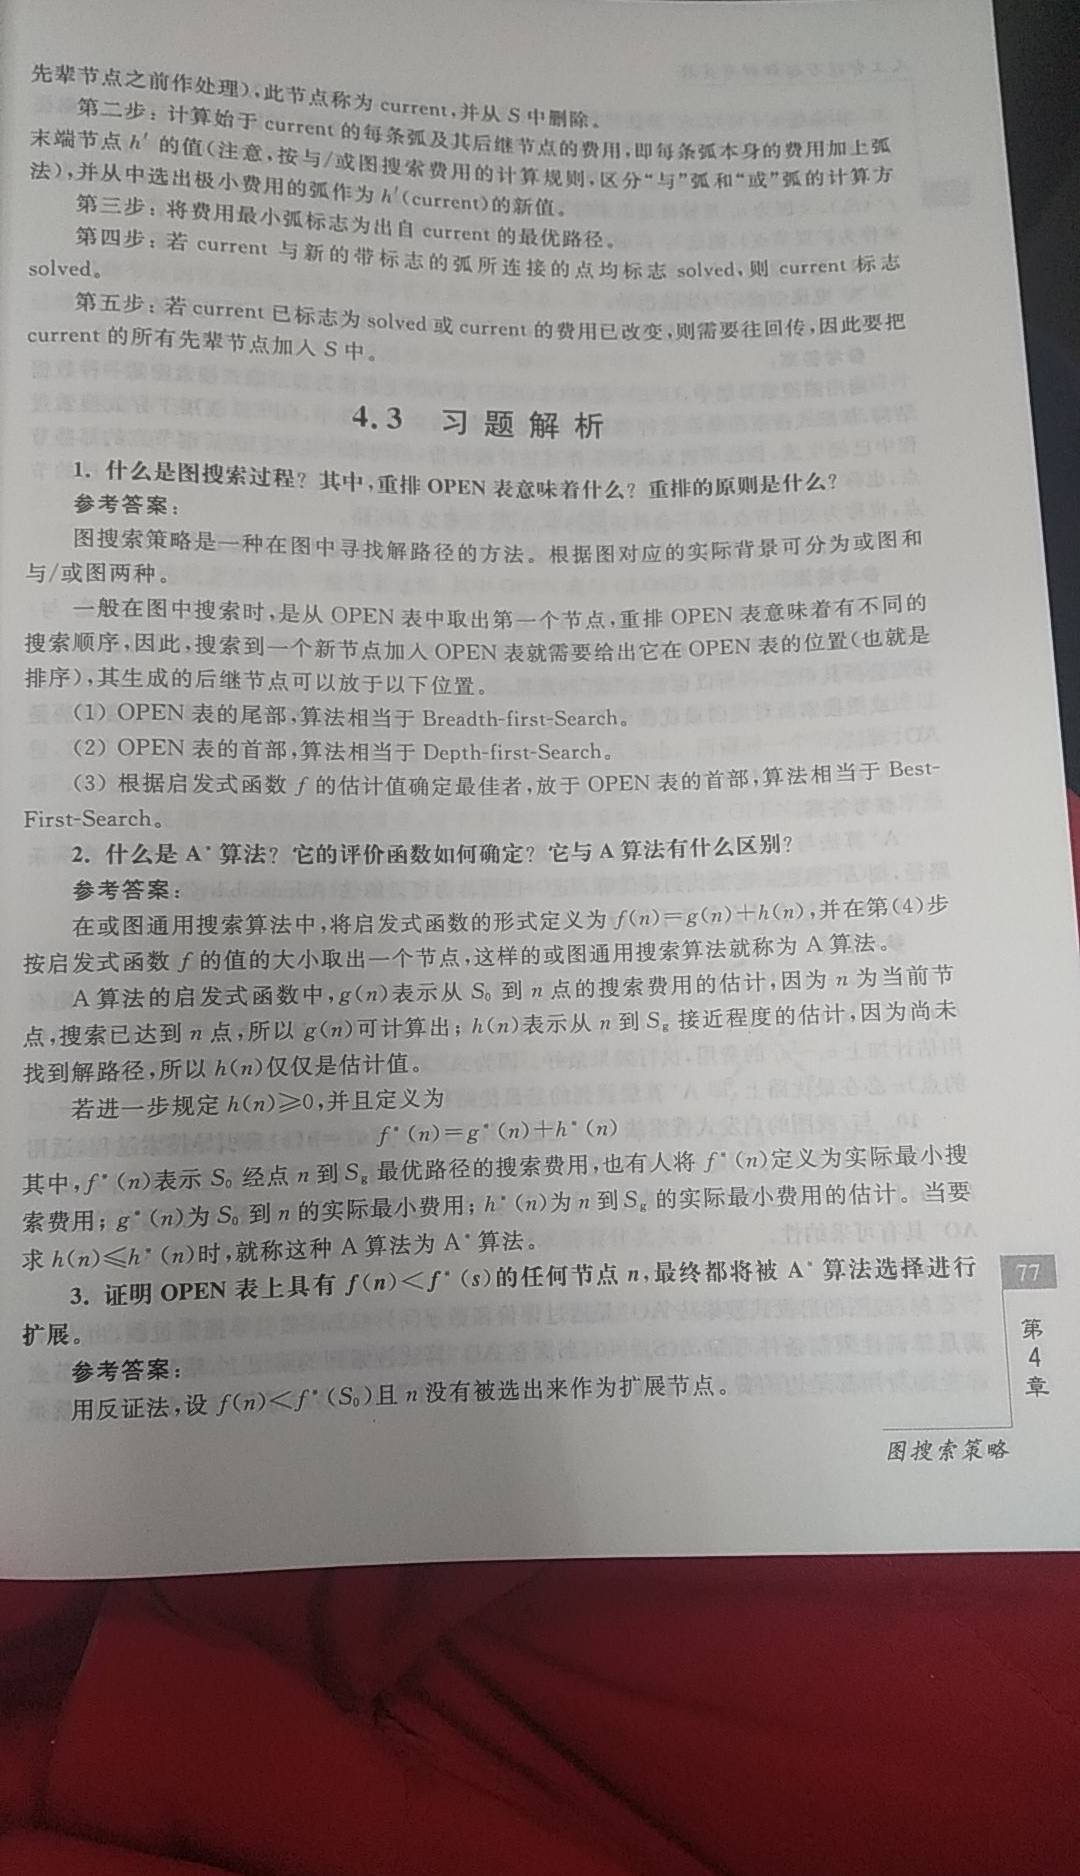 先辈节点之前作处理),此节点称为 current,并从 S 中删除。
第二步：计算始于 current 的每条弧及其后继节点的费用,即每条弧本身的费用加上弧
末端节点 h′ 的值(注意,按与/或图搜索费用的计算规则,区分“与”弧和“或”弧的计算方
法),并从中选出极小费用的弧作为 h′(current)的新值。
第三步：将费用最小弧标志为出自 current 的最优路径。
第四步：若 current 与新的带标志的弧所连接的点均标志 solved,则 current 标志
solved。
第五步：若 current 已标志为 solved 或 current 的费用已改变,则需要往回传,因此要把
current 的所有先辈节点加入 S 中。
4.3 习题解析
1. 什么是图搜索过程？其中,重排 OPEN 表意味着什么？重排的原则是什么？
参考答案：
图搜索策略是一种在图中寻找解路径的方法。根据图对应的实际背景可分为或图和
与/或图两种。
一般在图中搜索时,是从 OPEN 表中取出第一个节点,重排 OPEN 表意味着有不同的
搜索顺序,因此,搜索到一个新节点加入 OPEN 表就需要给出它在 OPEN 表的位置(也就是
排序),其生成的后继节点可以放于以下位置。
(1) OPEN 表的尾部,算法相当于 Breadth-first-Search。
(2) OPEN 表的首部,算法相当于 Depth-first-Search。
(3) 根据启发式函数 f 的估计值确定最佳者,放于 OPEN 表的首部,算法相当于 Best-
First-Search。
2. 什么是 A* 算法？它的评价函数如何确定？它与 A 算法有什么区别？
参考答案：
在或图通用搜索算法中,将启发式函数的形式定义为 f(n)=g(n)+h(n),并在第(4)步
按启发式函数 f 的值的大小取出一个节点,这样的或图通用搜索算法就称为 A 算法。
A 算法的启发式函数中,g(n)表示从 S₀ 到 n 点的搜索费用的估计,因为 n 为当前节
点,搜索已达到 n 点,所以 g(n)可计算出；h(n)表示从 n 到 Sg 接近程度的估计,因为尚未
找到解路径,所以 h(n)仅仅是估计值。
若进一步规定 h(n)≥0,并且定义为
f*(n)=g*(n)+h*(n)
其中,f*(n)表示 S₀ 经点 n 到 Sg 最优路径的搜索费用,也有人将 f*(n)定义为实际最小搜
索费用；g*(n)为 S₀ 到 n 的实际最小费用；h*(n)为 n 到 Sg 的实际最小费用的估计。当要
求 h(n)≤h*(n)时,就称这种 A 算法为 A* 算法。
3. 证明 OPEN 表上具有 f(n)<f*(s)的任何节点 n,最终都将被 A* 算法选择进行
扩展。
参考答案：
用反证法,设 f(n)<f*(S₀)且 n 没有被选出来作为扩展节点。
77
第
4
章
图搜索策略